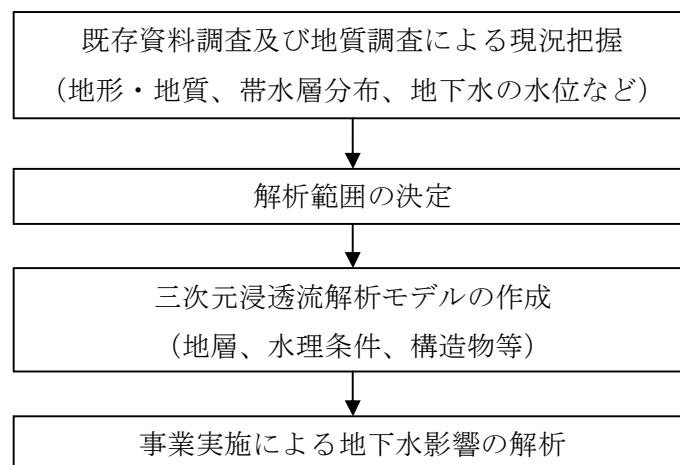 既存資料調査及び地質調査による現況把握
（地形・地質、帯水層分布、地下水の水位など）
解析範囲の決定
三次元浸透流解析モデルの作成
（地層、水理条件、構造物等）
事業実施による地下水影響の解析